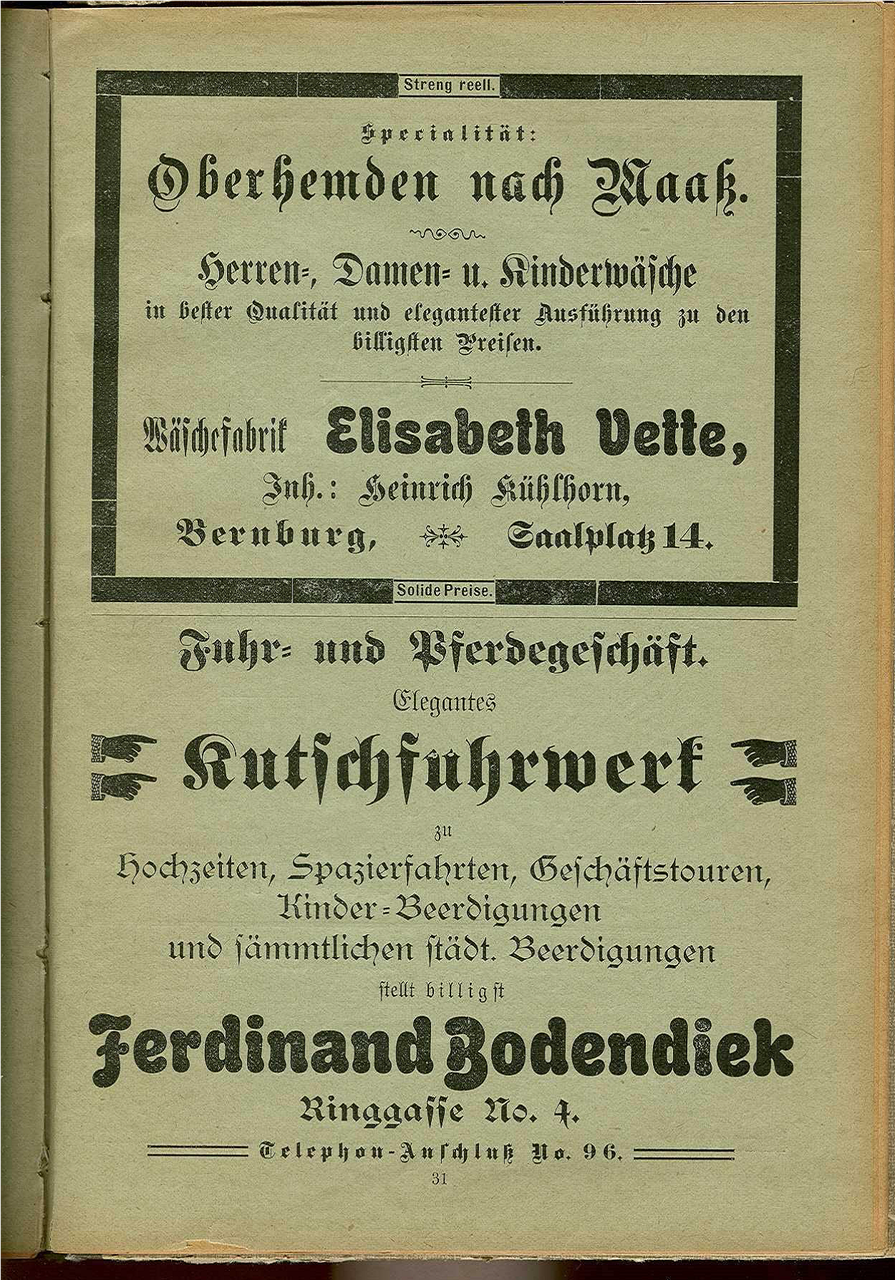 Streng reell.
Specialität:
Oberhemden nach Maaß.
Herren-, Damen- u. Kinderwäsche
in bester Qualität und elegantester Ausführung zu den
billigsten Preisen.
Wäschefabrik Elisabeth Vette,
Inh.: Heinrich Kühlhorn,
Bernburg, Saalplatz 14.
Solide Preise.
Fuhr- und Pferdegeschäft.
Elegantes
Kutschfuhrwerk
zu
Hochzeiten, Spazierfahrten, Geschäftstouren,
Kinder-Beerdigungen
und sämmtlichen städt. Beerdigungen
stellt billigst
Ferdinand Bodendiek
Ringgasse No. 4.
Telephon-Anschluß No. 96.
31